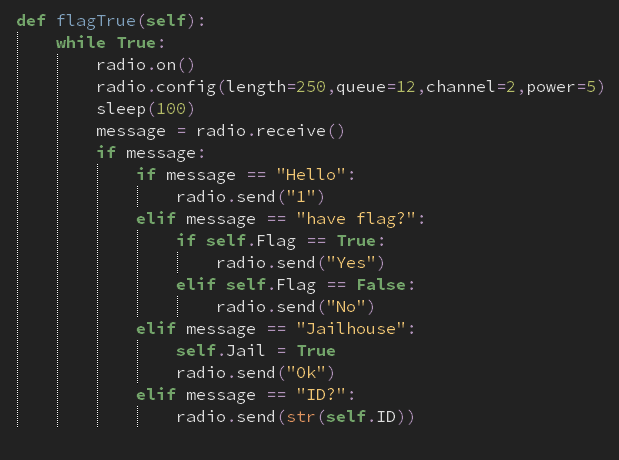 def flagTrue(self):
    while True:
        radio.on()
        radio.config(length=250,queue=12,channel=2,power=5)
        sleep(100)
        message = radio.receive()
        if message:
            if message == "Hello":
                radio.send("1")
            elif message == "have flag?":
                if self.Flag == True:
                    radio.send("Yes")
                elif self.Flag == False:
                    radio.send("No")
            elif message == "Jailhouse":
                self.Jail = True
                radio.send("Ok")
            elif message == "ID?":
                radio.send(str(self.ID))